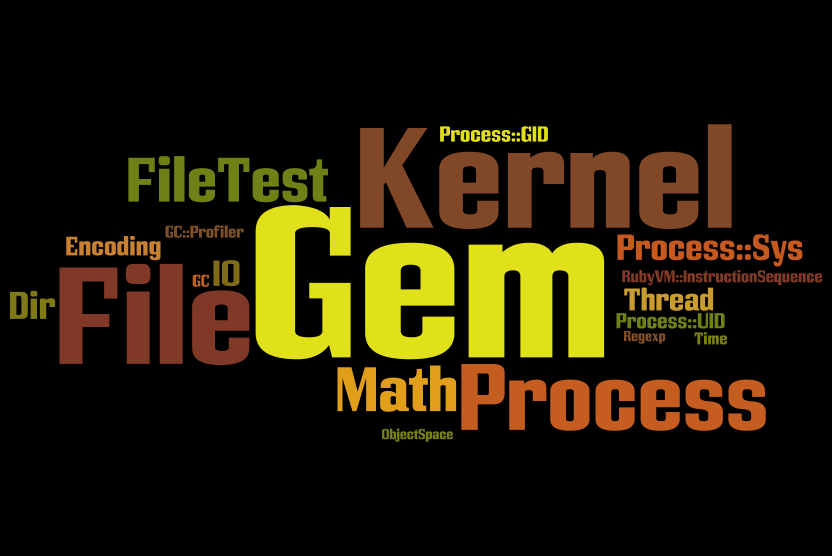 Process::GID
Kernel
FileTest
GC::Profiler
Encoding
Process::Sys
Gem
GC
IO
RubyVM::InstructionSequence
File
Dir
Thread
Process::UID
Regexp
Time
Math
Process
ObjectSpace